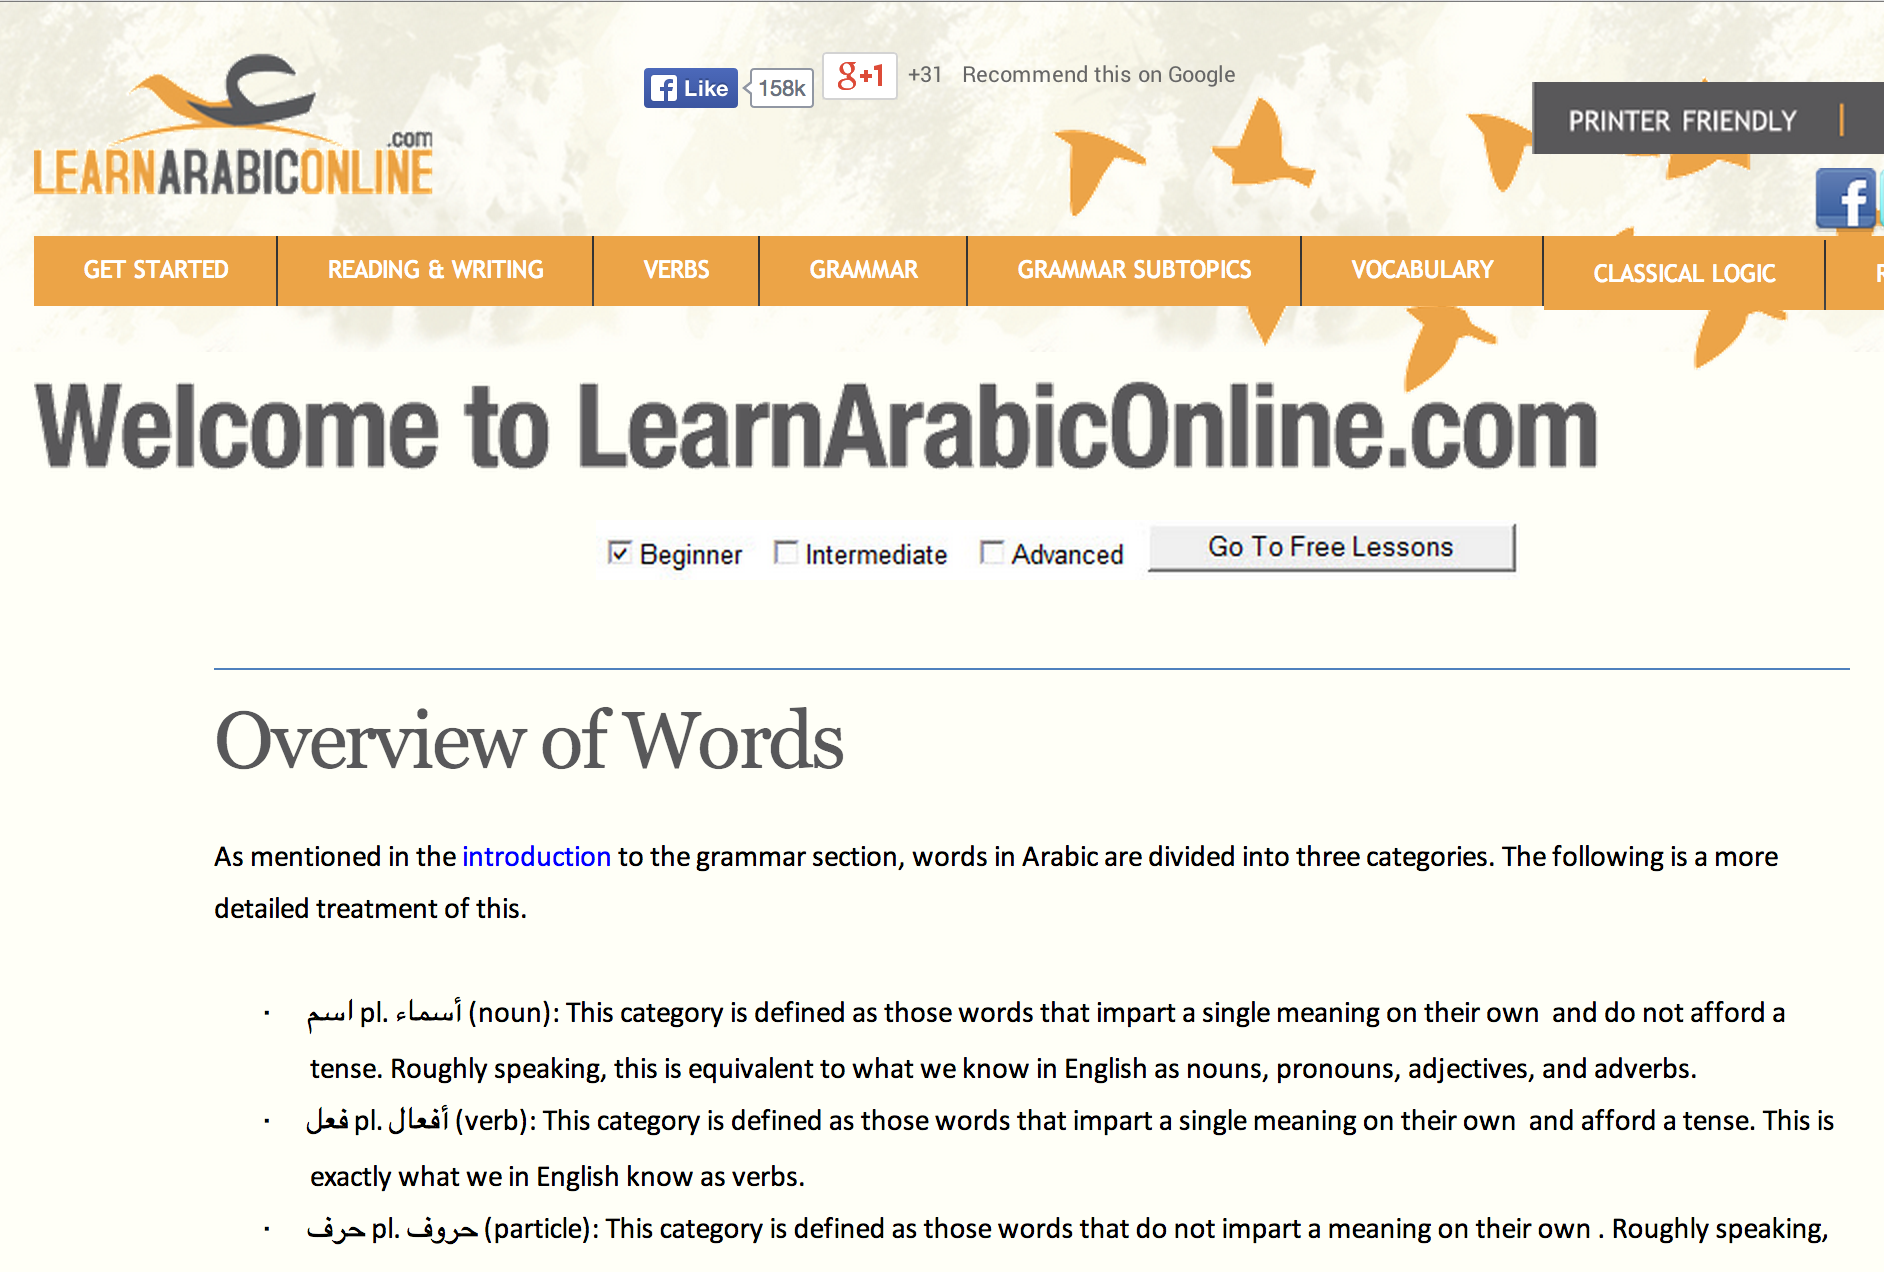 .com
LEARNARABICONLINE
Like 158k g+1 +31 Recommend this on Google
PRINTER FRIENDLY |
GET STARTED READING & WRITING VERBS GRAMMAR GRAMMAR SUBTOPICS VOCABULARY CLASSICAL LOGIC
Welcome to LearnArabicOnline.com
Beginner Intermediate Advanced Go To Free Lessons
Overview of Words
As mentioned in the introduction to the grammar section, words in Arabic are divided into three categories. The following is a more
detailed treatment of this.
· اسم pl. أسماء (noun): This category is defined as those words that impart a single meaning on their own and do not afford a
tense. Roughly speaking, this is equivalent to what we know in English as nouns, pronouns, adjectives, and adverbs.
· فعل pl. أفعال (verb): This category is defined as those words that impart a single meaning on their own and afford a tense. This is
exactly what we in English know as verbs.
· حرف pl. حروف (particle): This category is defined as those words that do not impart a meaning on their own . Roughly speaking,